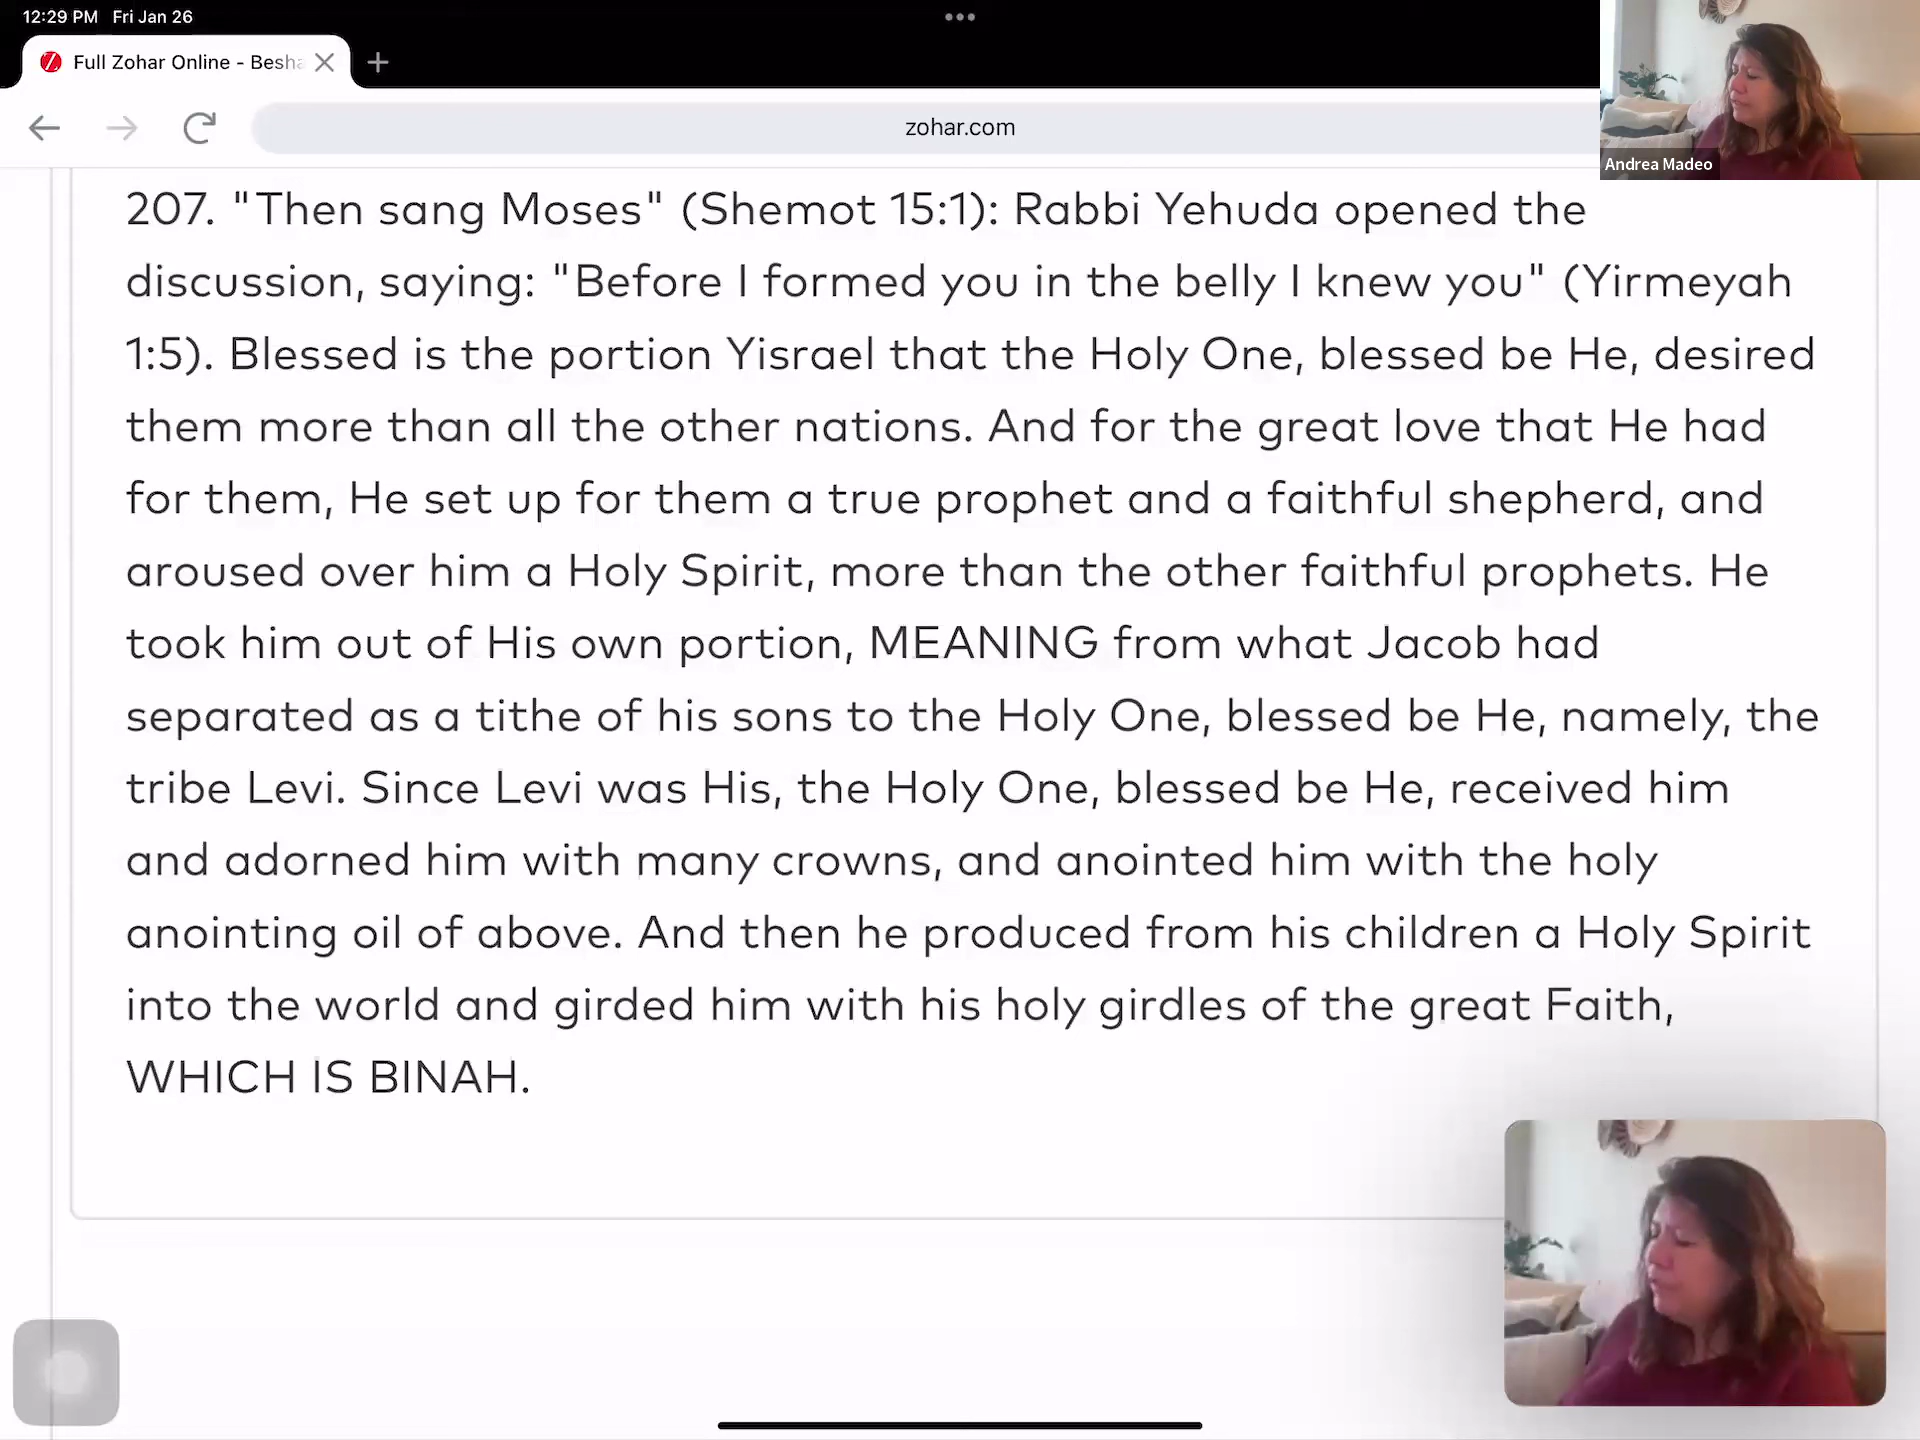 12:29 PM Fri Jan 26
Full Zohar Online - Besha
zohar.com
Andrea Madeo
207. "Then sang Moses" (Shemot 15:1): Rabbi Yehuda opened the
discussion, saying: "Before I formed you in the belly I knew you" (Yirmeyah
1:5). Blessed is the portion Yisrael that the Holy One, blessed be He, desired
them more than all the other nations. And for the great love that He had
for them, He set up for them a true prophet and a faithful shepherd, and
aroused over him a Holy Spirit, more than the other faithful prophets. He
took him out of His own portion, MEANING from what Jacob had
separated as a tithe of his sons to the Holy One, blessed be He, namely, the
tribe Levi. Since Levi was His, the Holy One, blessed be He, received him
and adorned him with many crowns, and anointed him with the holy
anointing oil of above. And then he produced from his children a Holy Spirit
into the world and girded him with his holy girdles of the great Faith,
WHICH IS BINAH.